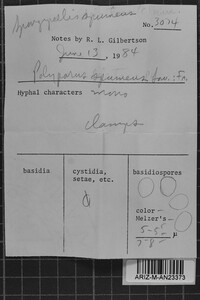 Spongipellis spumeus
No. 3074
Notes by R. L. Gilbertson
June 13, 1984
Polyporus spumeus
Hyphal characters mono
clamps
basidia
cystidia, setae, etc.
basidiospores
color -
Melzer's -
μ
ARIZ-M-AN23373